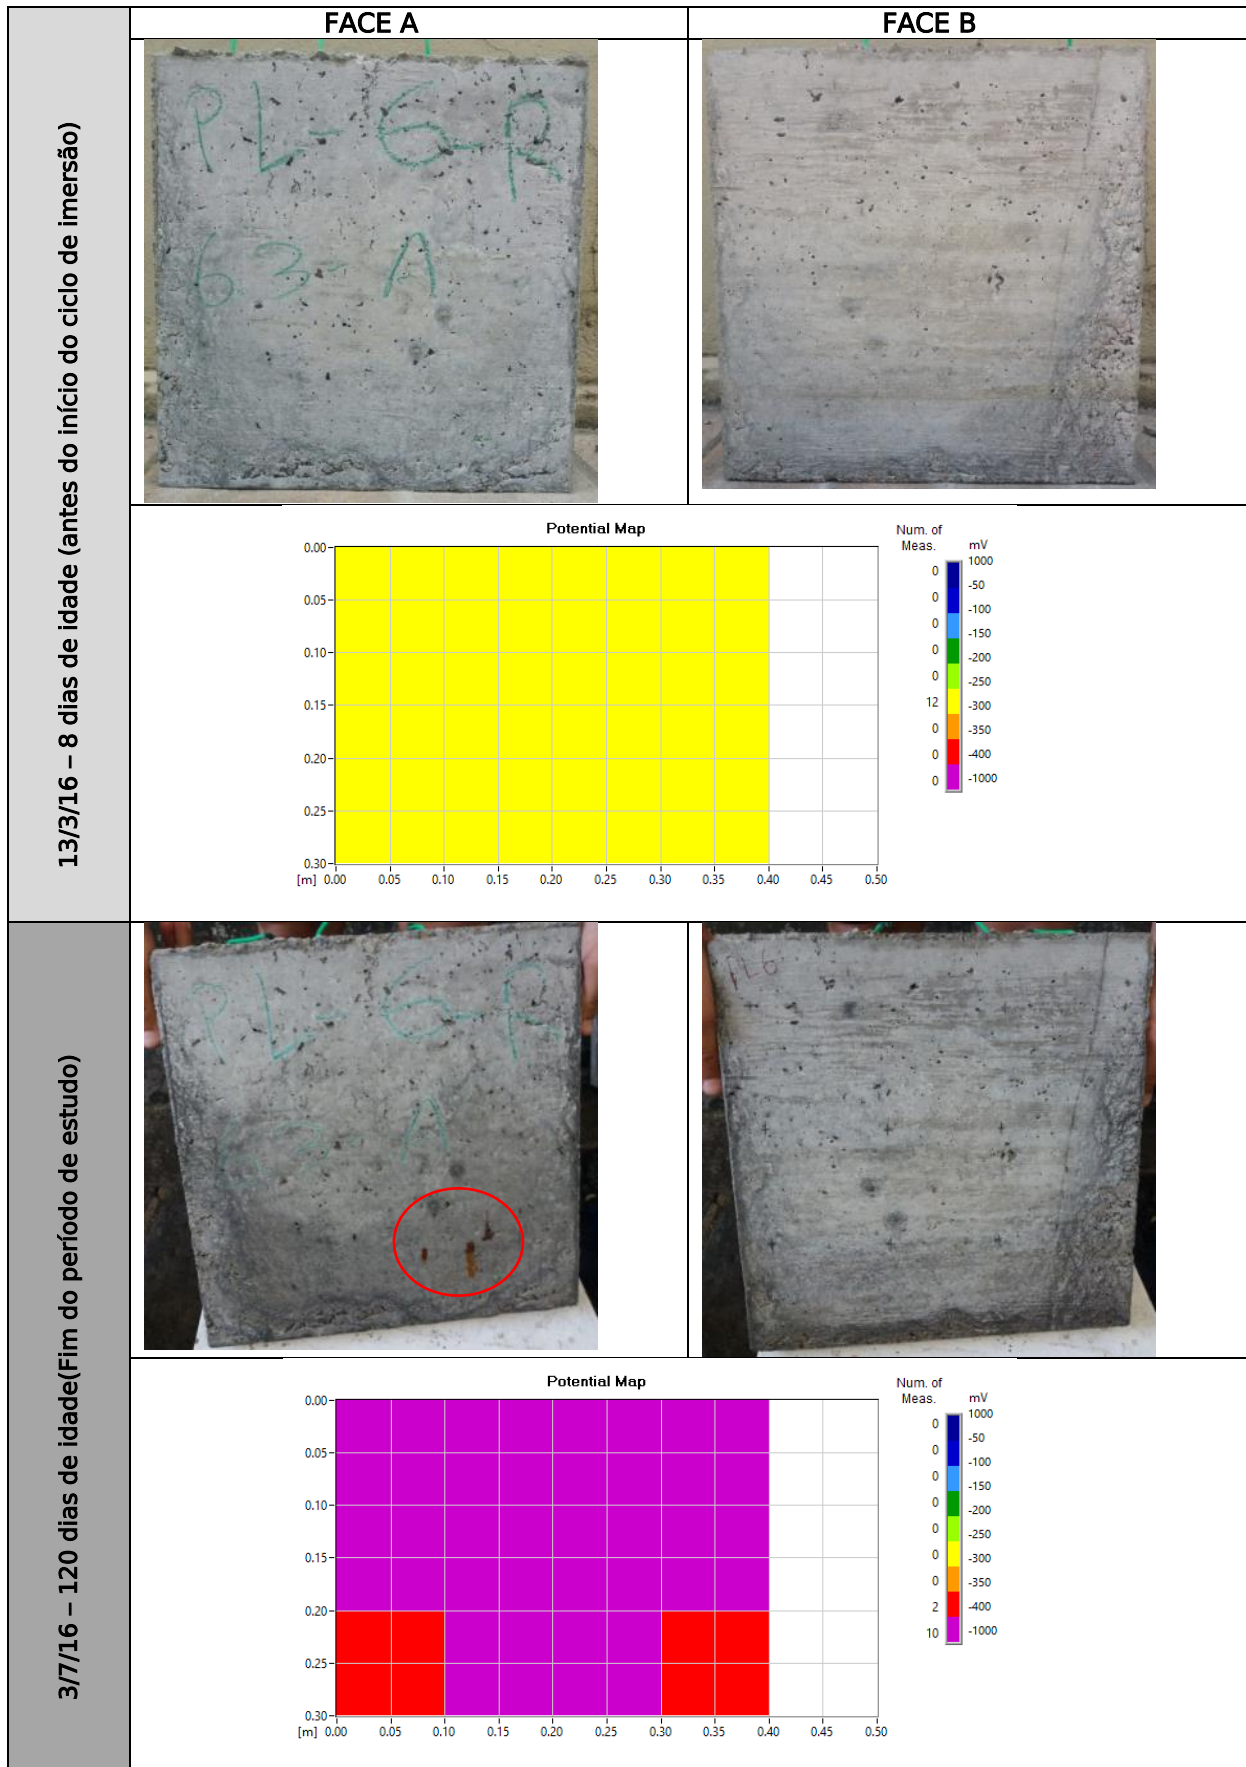 FACE A
FACE B
13/3/16 – 8 dias de idade (antes do início do ciclo de imersão)
PL-6-R
63-A
Potential Map
Num. of
Meas.
mV
0.00
0.05
0.10
0.15
0.20
0.25
0.30
[m] 0.00 0.05 0.10 0.15 0.20 0.25 0.30 0.35 0.40 0.45 0.50
0
0
0
0
0
12
0
0
0
1000
-50
-100
-150
-200
-250
-300
-350
-400
-1000
3/7/16 – 120 dias de idade(Fim do período de estudo)
PL-6-R
63-A
PL6
Potential Map
Num. of
Meas.
mV
0.00
0.05
0.10
0.15
0.20
0.25
0.30
[m] 0.00 0.05 0.10 0.15 0.20 0.25 0.30 0.35 0.40 0.45 0.50
0
0
0
0
0
0
0
2
10
1000
-50
-100
-150
-200
-250
-300
-350
-400
-1000